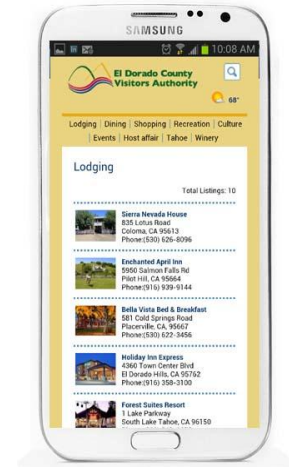 SAMSUNG
10:08 AM
El Dorado County
Visitors Authority
68°
Lodging | Dining | Shopping | Recreation | Culture
| Events | Host affair | Tahoe | Winery
Lodging
Total Listings: 10
Sierra Nevada House
835 Lotus Road
Coloma, CA 95613
Phone:(530) 626-8096
Enchanted April Inn
5950 Salmon Falls Rd
Pilot Hill, CA 95664
Phone:(916) 939-9144
Bella Vista Bed & Breakfast
581 Cold Springs Road
Placerville, CA, 95667
Phone:(530) 622-3456
Holiday Inn Express
4360 Town Center Blvd
El Dorado Hills, CA 95762
Phone:(916) 358-3100
Forest Suites Resort
1 Lake Parkway
South Lake Tahoe, CA 96150